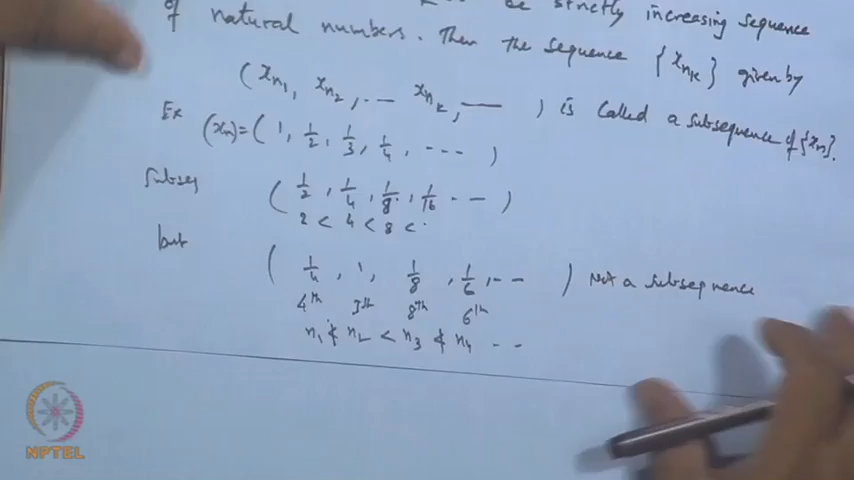 be strictly increasing sequence
of natural numbers. Then the sequence {x_{n_k}} given by
(x_{n_1}, x_{n_2}, ... x_{n_k}, — ) is called a subsequence of {x_n}.
Ex (x_n) = ( 1, 1/2, 1/3, 1/4, ... )
Subseq ( 1/2, 1/4, 1/8, 1/16 ... )
2 < 4 < 8 < .
but ( 1/4, 1, 1/8, 1/6, ... ) Not a subsequence
4th 8th 6th
n_1 ≮ n_2 < n_3 ≮ n_4 ...
NPTEL